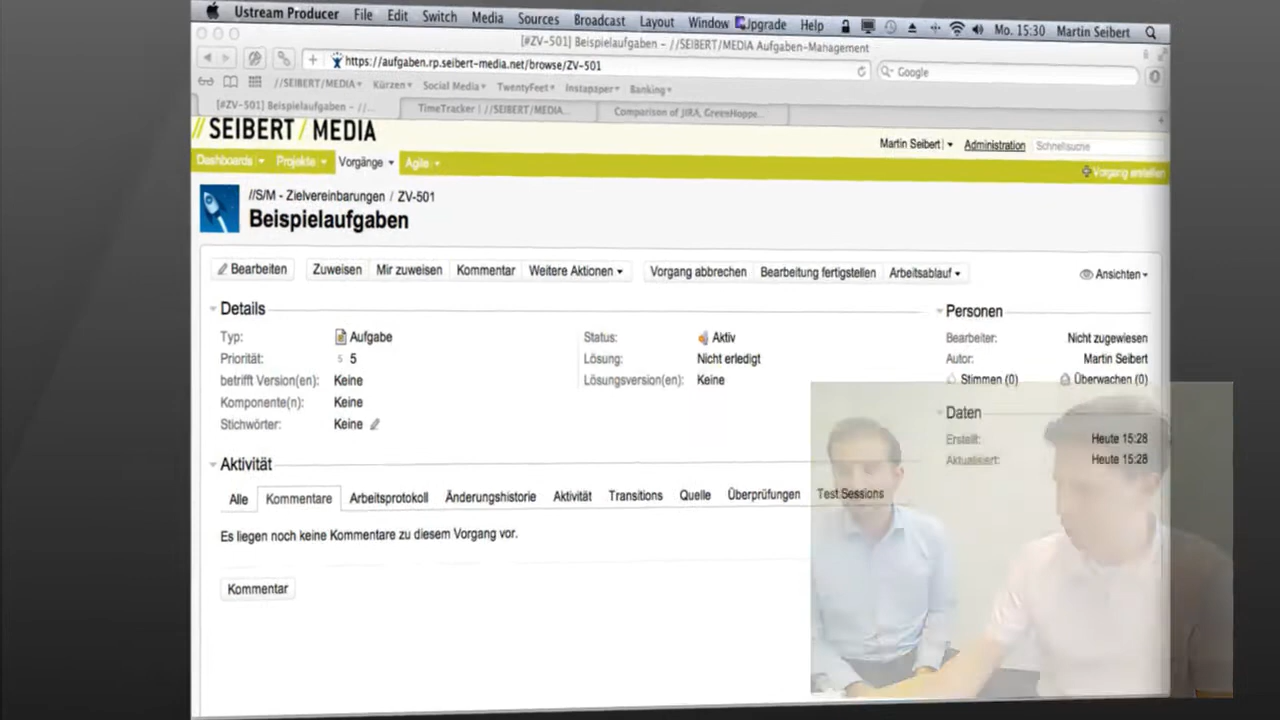 Ustream Producer File Edit Switch Media Sources Broadcast Layout Window Upgrade Help Mo. 15:30 Martin Seibert
[#ZV-501] Beispielaufgaben – //SEIBERT/MEDIA Aufgaben-Management
https://aufgaben.rp.seibert-media.net/browse/ZV-501 Google
//SEIBERT/MEDIA Kürzen Social Media TwentyFeet Instapaper Banking
[#ZV-501] Beispielaufgaben – //... TimeTracker | //SEIBERT/MEDIA... Comparison of JIRA, GreenHoppe...
//SEIBERT/MEDIA
Martin Seibert Administration Schnellsuche
Dashboards Projekte Vorgänge Agile Vorgang erstellen
//S/M - Zielvereinbarungen / ZV-501
Beispielaufgaben
Bearbeiten Zuweisen Mir zuweisen Kommentar Weitere Aktionen Vorgang abbrechen Bearbeitung fertigstellen Arbeitsablauf Ansichten
Details Personen
Typ: Aufgabe Status: Aktiv Bearbeiter: Nicht zugewiesen
Priorität: 5 5 Lösung: Nicht erledigt Autor: Martin Seibert
betrifft Version(en): Keine Lösungsversion(en): Keine Stimmen (0) Überwachen (0)
Komponente(n): Keine
Daten
Stichwörter: Keine
Erstellt: Heute 15:28
Aktualisiert: Heute 15:28
Aktivität
Alle Kommentare Arbeitsprotokoll Änderungshistorie Aktivität Transitions Quelle Überprüfungen Test Sessions
Es liegen noch keine Kommentare zu diesem Vorgang vor.
Kommentar